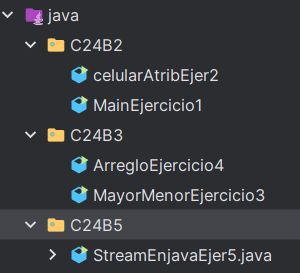 java
C24B2
celularAtribEjer2
MainEjercicio1
C24B3
ArregloEjercicio4
MayorMenorEjercicio3
C24B5
StreamEnjavaEjer5.java